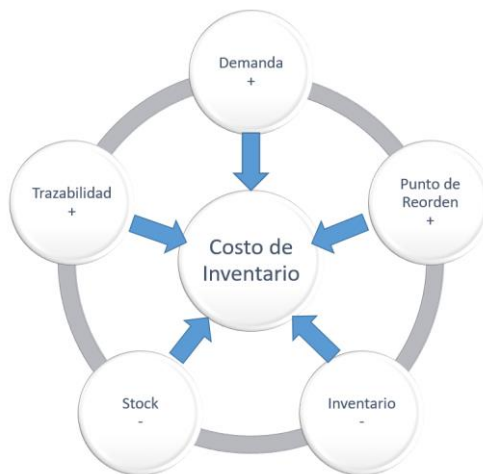 Demanda
+
Trazabilidad
+
Punto de
Reorden
+
Costo de
Inventario
Stock
-
Inventario
-